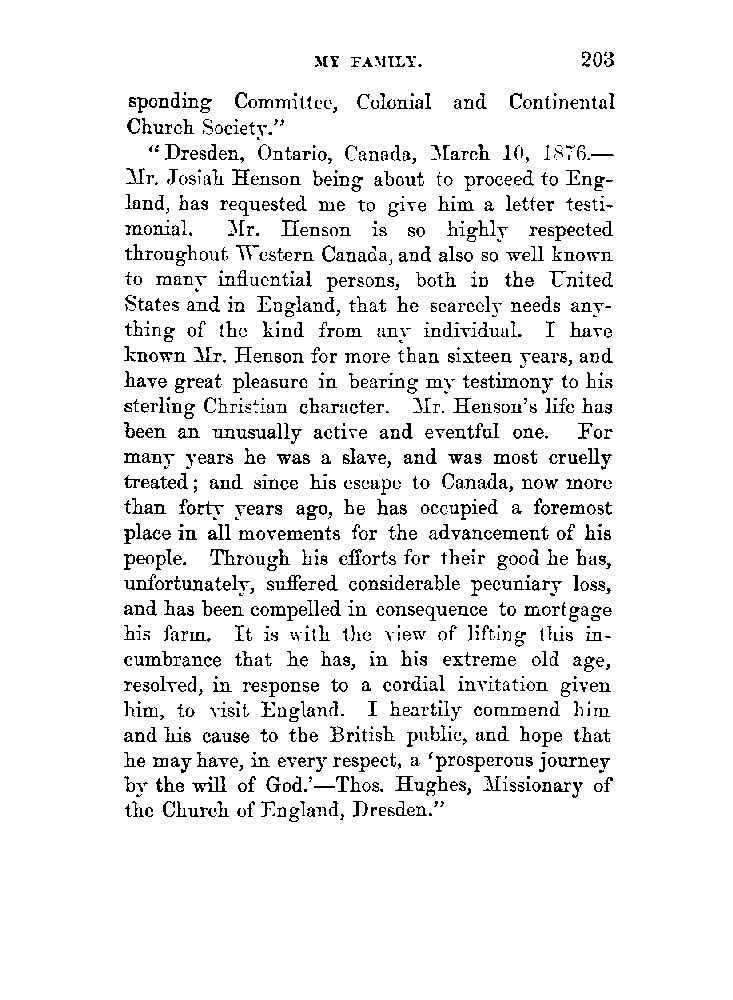 MY FAMILY. 203
sponding Committee, Colonial and Continental
Church Society."
"Dresden, Ontario, Canada, March 10, 1876.—
Mr. Josiah Henson being about to proceed to Eng-
land, has requested me to give him a letter testi-
monial. Mr. Henson is so highly respected
throughout Western Canada, and also so well known
to many influential persons, both in the United
States and in England, that he scarcely needs any-
thing of the kind from any individual. I have
known Mr. Henson for more than sixteen years, and
have great pleasure in bearing my testimony to his
sterling Christian character. Mr. Henson's life has
been an unusually active and eventful one. For
many years he was a slave, and was most cruelly
treated; and since his escape to Canada, now more
than forty years ago, he has occupied a foremost
place in all movements for the advancement of his
people. Through his efforts for their good he has,
unfortunately, suffered considerable pecuniary loss,
and has been compelled in consequence to mortgage
his farm. It is with the view of lifting this in-
cumbrance that he has, in his extreme old age,
resolved, in response to a cordial invitation given
him, to visit England. I heartily commend him
and his cause to the British public, and hope that
he may have, in every respect, a 'prosperous journey
by the will of God.'—Thos. Hughes, Missionary of
the Church of England, Dresden."